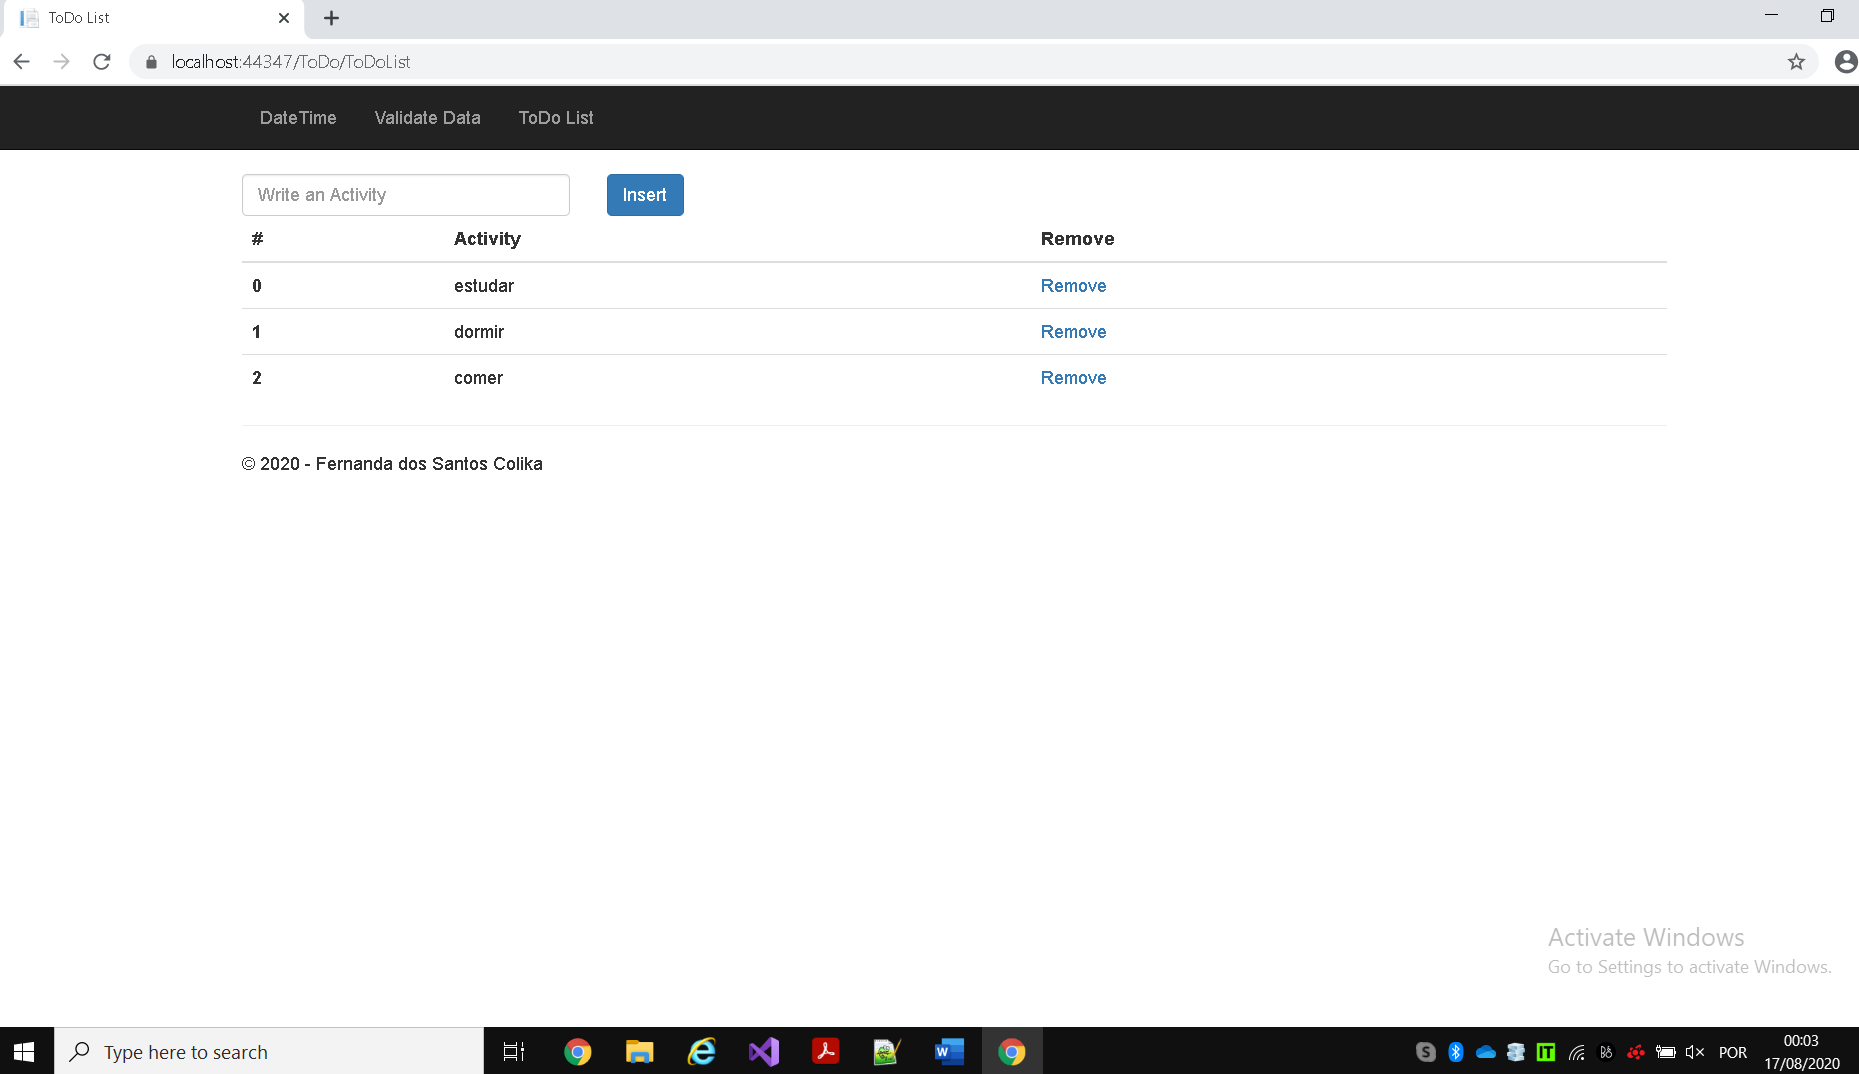 ToDo List
localhost:44347/ToDo/ToDoList
DateTime Validate Data ToDo List
Write an Activity Insert
# Activity Remove
0 estudar Remove
1 dormir Remove
2 comer Remove
© 2020 - Fernanda dos Santos Colika
Activate Windows
Go to Settings to activate Windows.
Type here to search
POR
00:03
17/08/2020